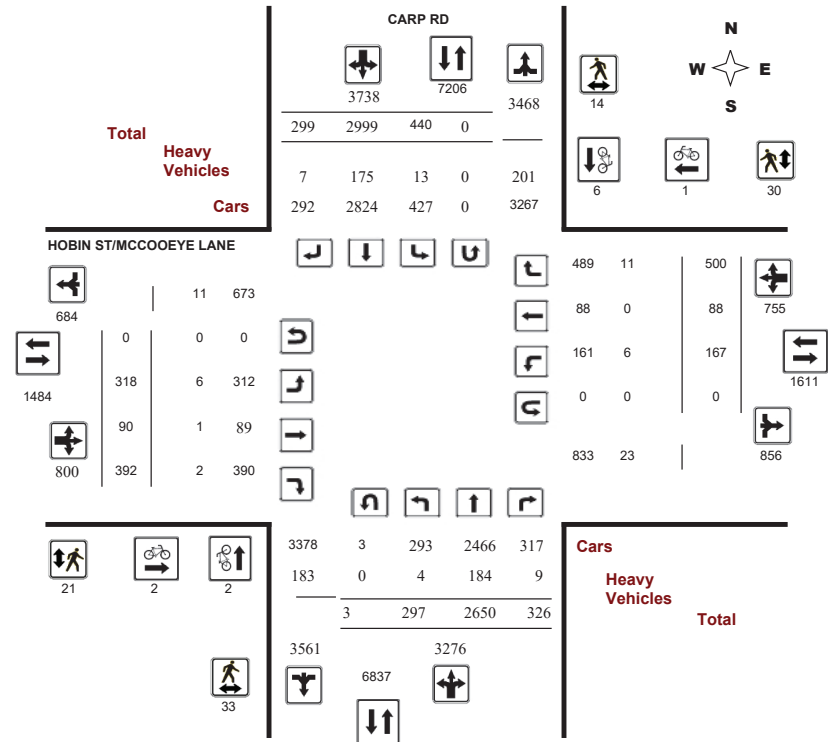 CARP RD
N
W E
S
3738 7206 3468 14
299 2999 440 0
Total
Heavy
Vehicles
Cars
7 175 13 0 201
292 2824 427 0 3267
6 1 30
HOBIN ST/MCCOOEYE LANE
684
11 673
0 0 0
1484
318 6 312
90 1 89
800
392 2 390
489 11 500
88 0 88 755
161 6 167
1611
0 0 0
833 23 856
3378 3 293 2466 317
183 0 4 184 9
3 297 2650 326
3561 3276
6837
21 2 2
33
Cars
Heavy
Vehicles
Total